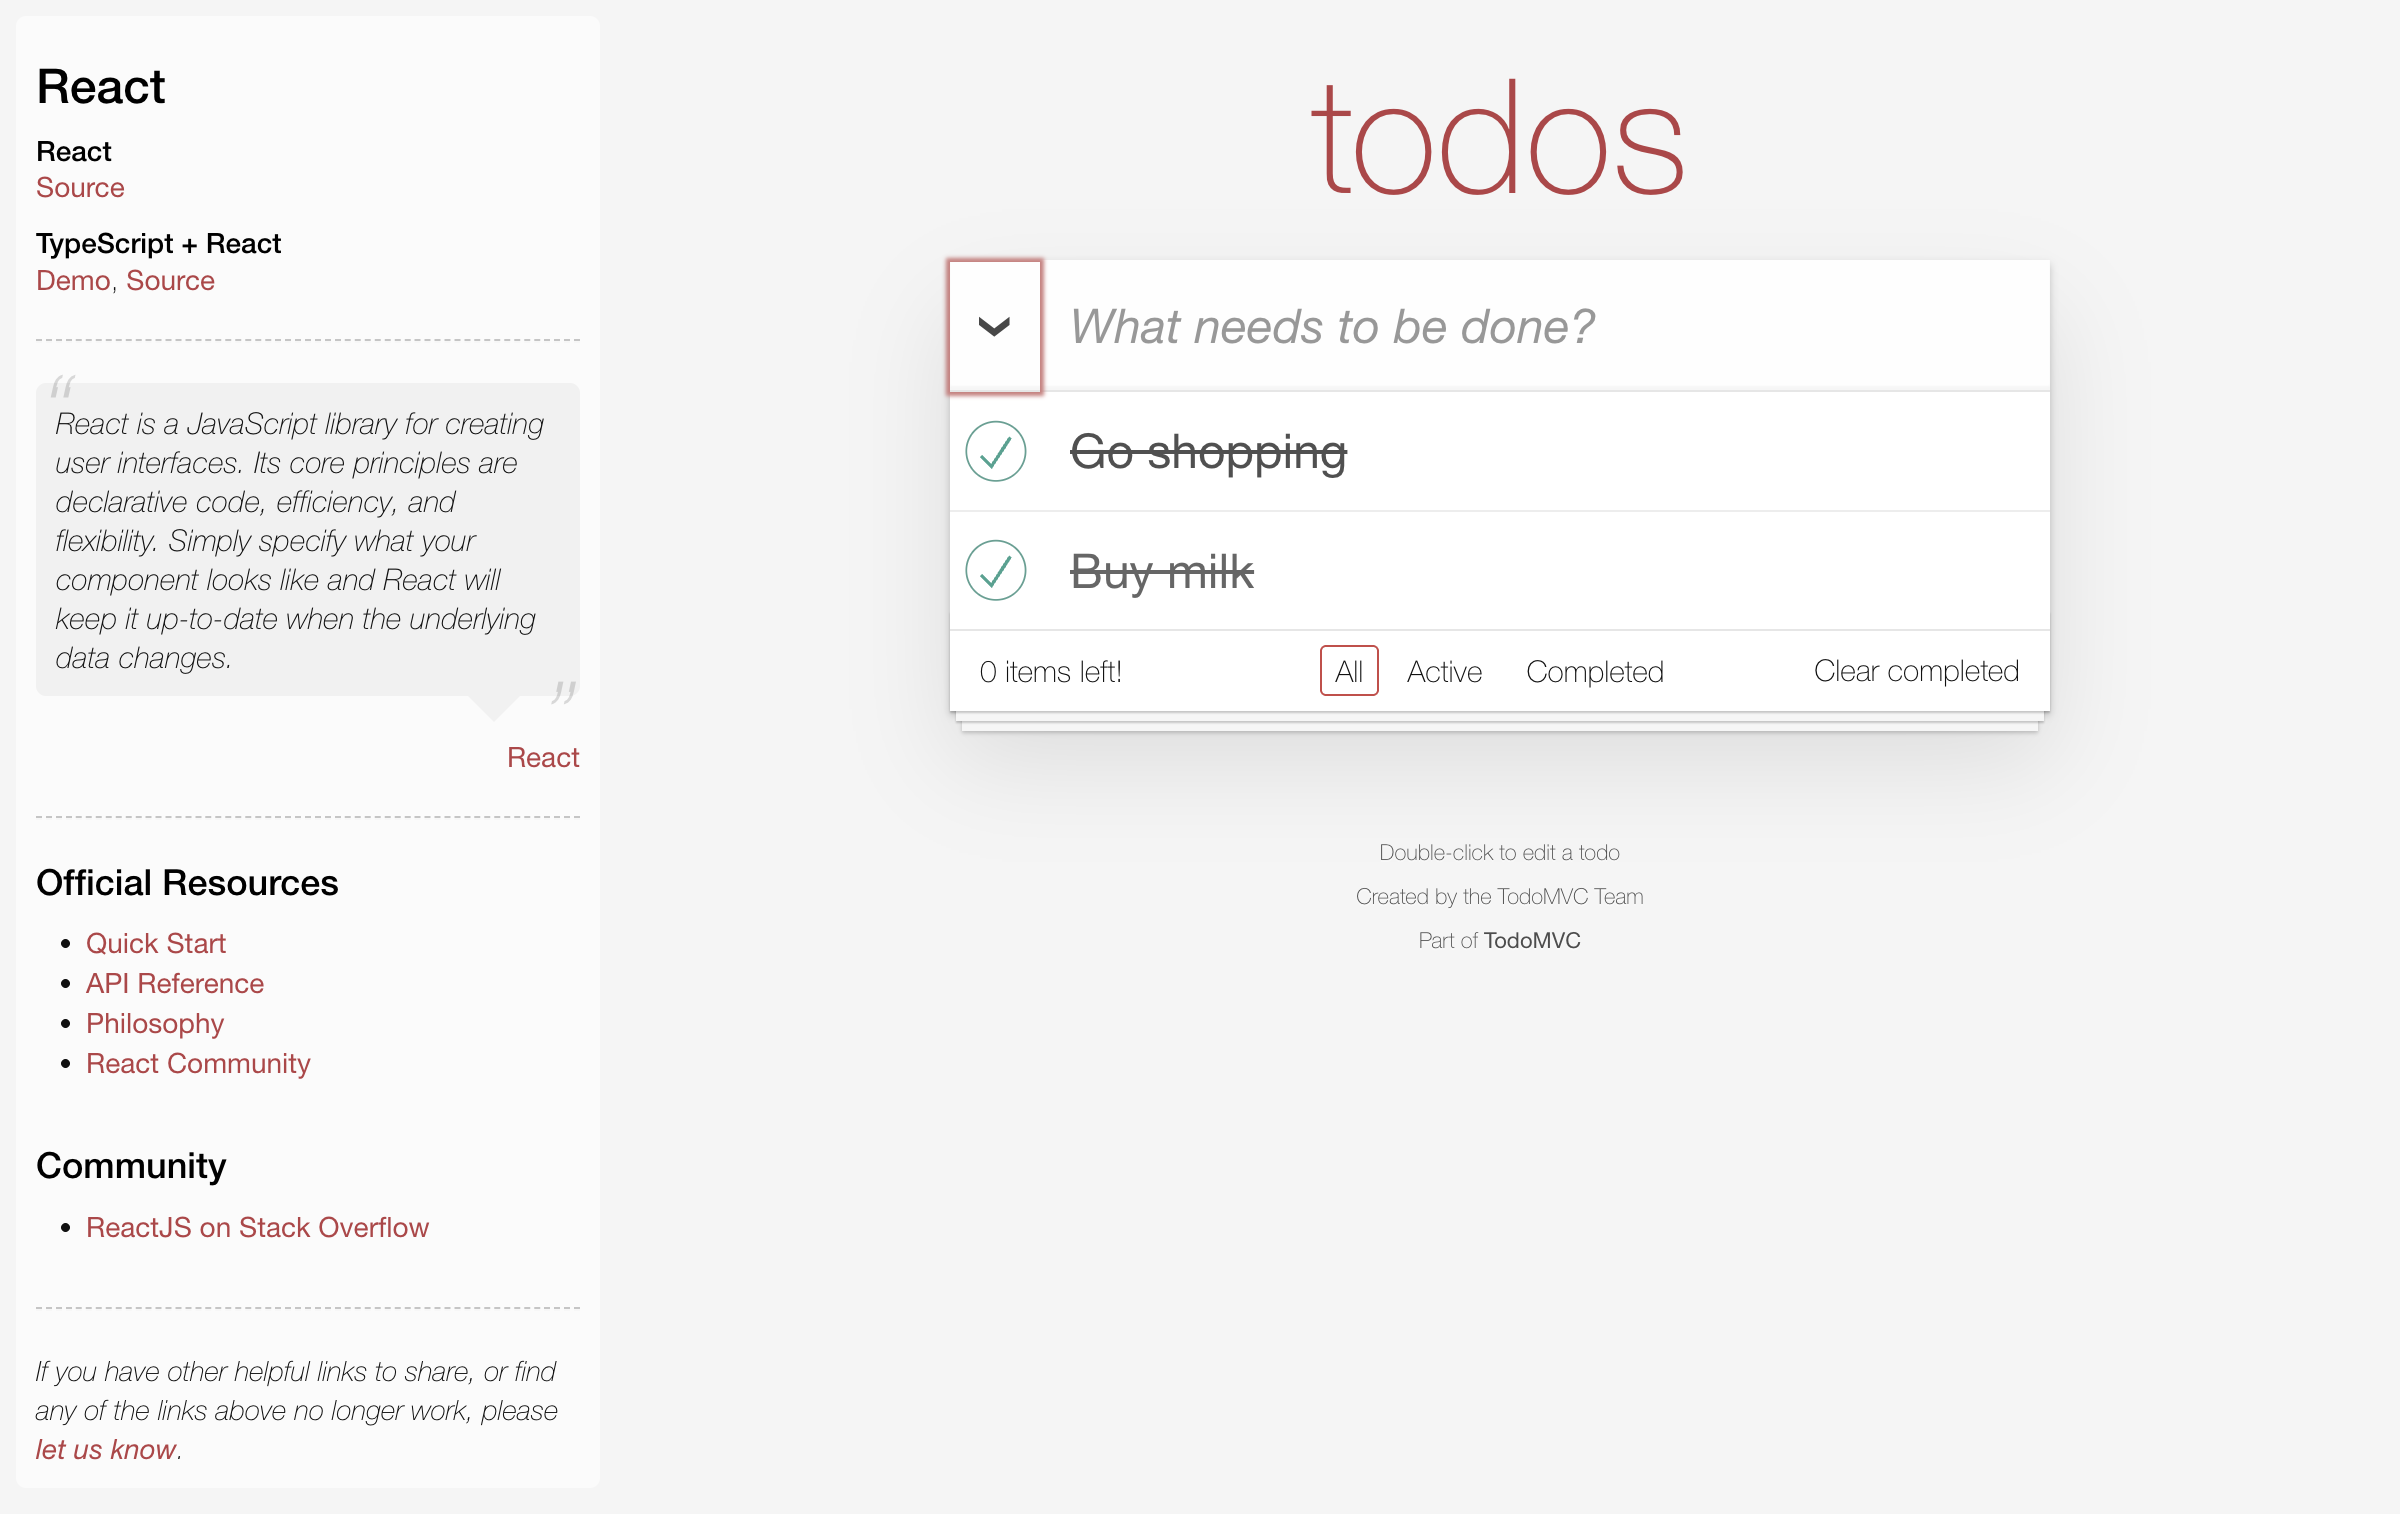 React
React
Source
TypeScript + React
Demo, Source
“
React is a JavaScript library for creating
user interfaces. Its core principles are
declarative code, efficiency, and
flexibility. Simply specify what your
component looks like and React will
keep it up-to-date when the underlying
data changes.
”
React
Official Resources
• Quick Start
• API Reference
• Philosophy
• React Community
Community
• ReactJS on Stack Overflow
If you have other helpful links to share, or find
any of the links above no longer work, please
let us know.
todos
What needs to be done?
Go shopping
Buy milk
0 items left! All Active Completed Clear completed
Double-click to edit a todo
Created by the TodoMVC Team
Part of TodoMVC